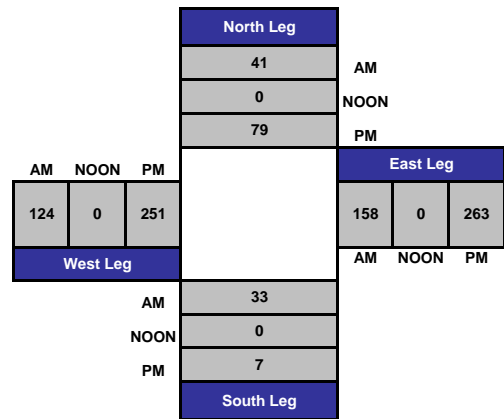 North Leg
41 AM
0 NOON
79 PM
AM NOON PM
East Leg
124 0 251
158 0 263
West Leg
AM NOON PM
AM 33
NOON 0
PM 7
South Leg